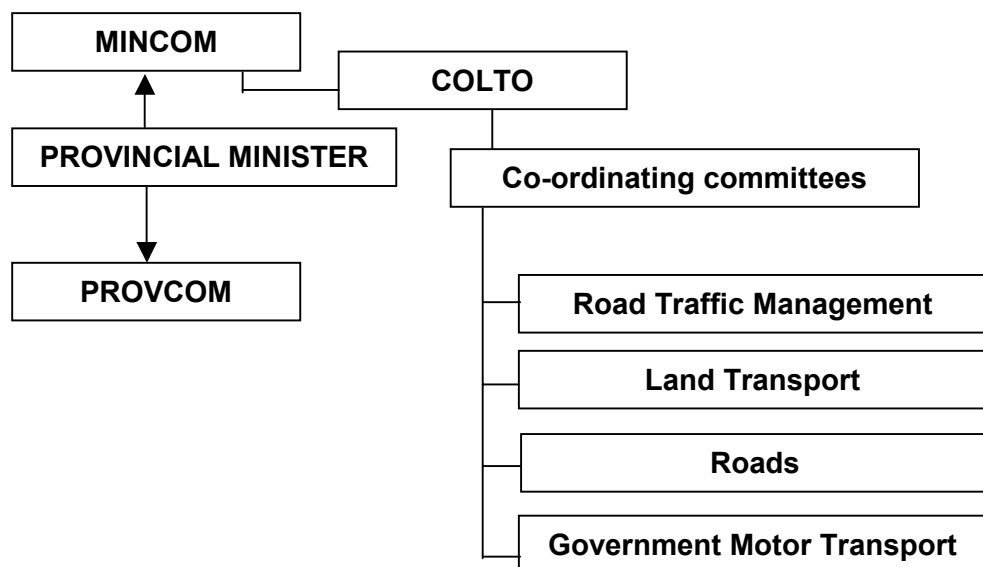 MINCOM
COLTO
PROVINCIAL MINISTER
Co-ordinating committees
PROVCOM
Road Traffic Management
Land Transport
Roads
Government Motor Transport